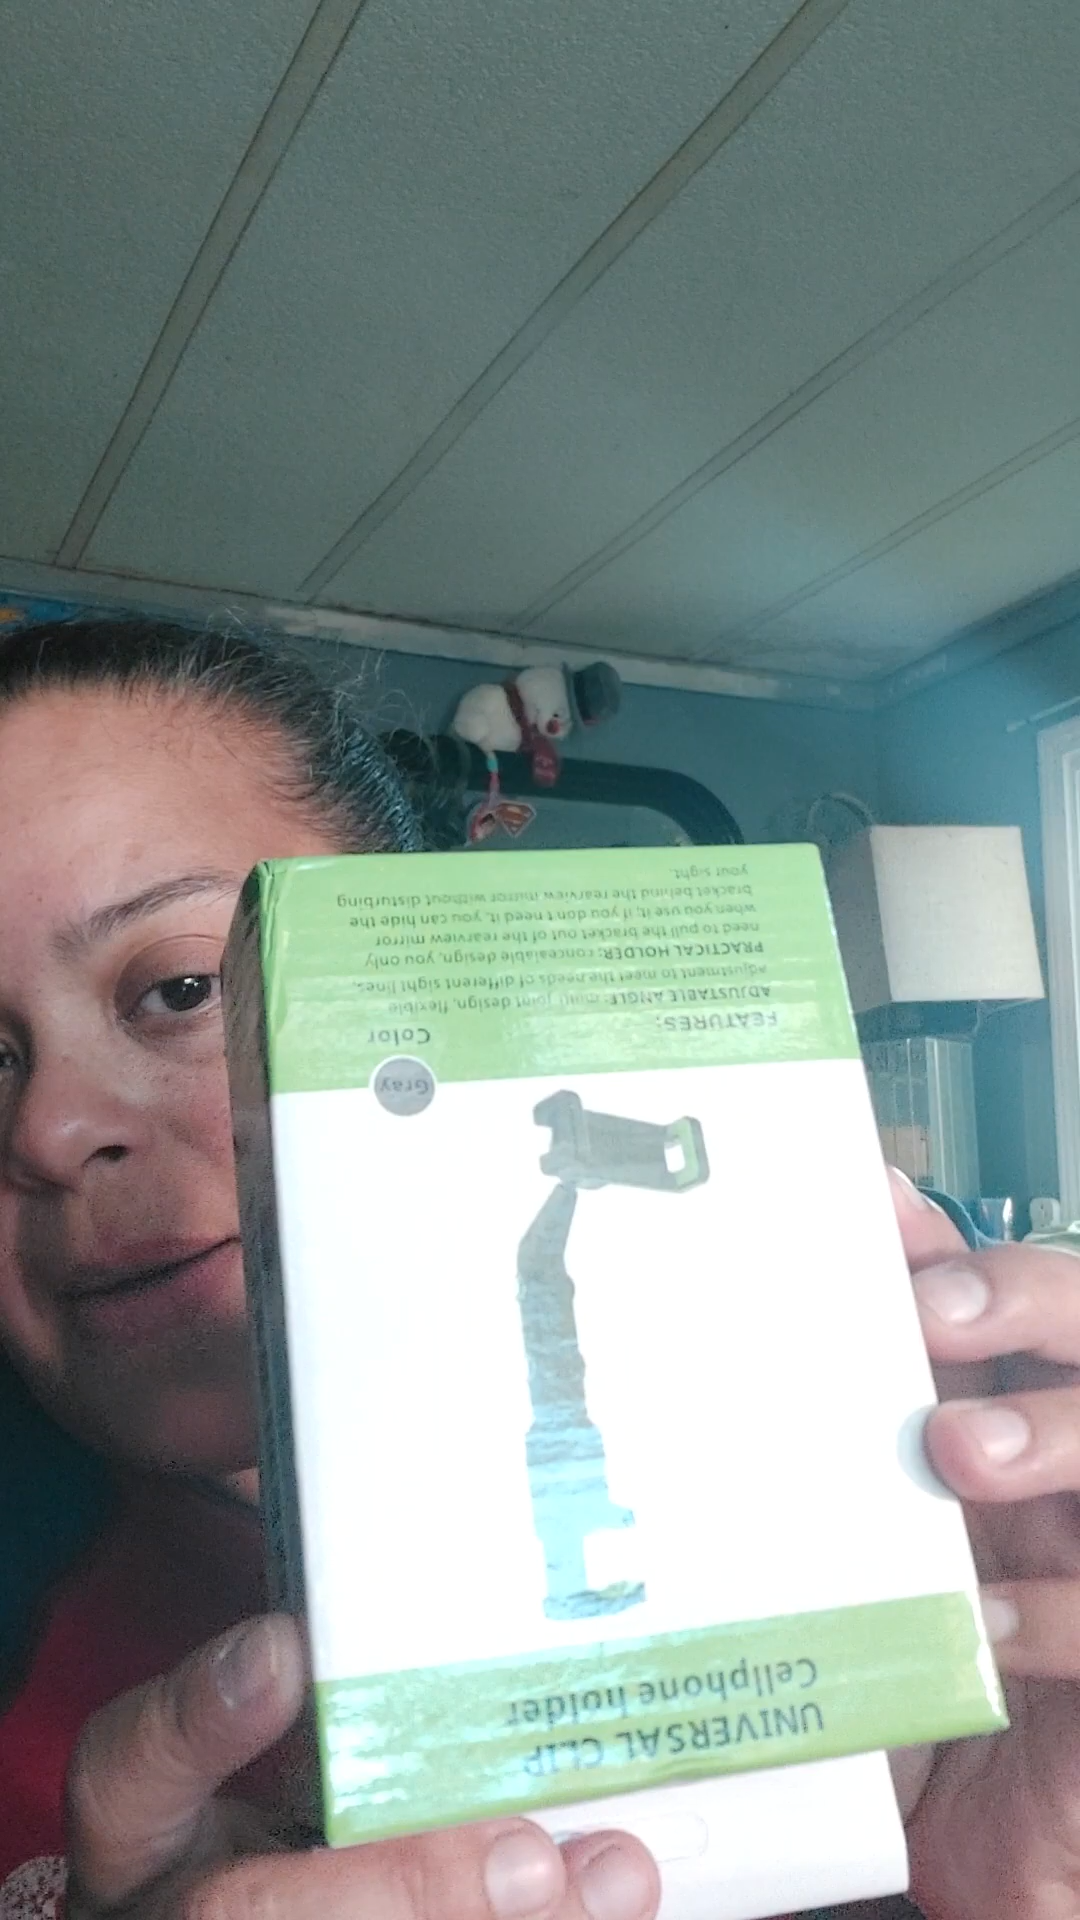 UNIVERSAL CLIP
Cellphone holder
Gray
Color
FEATURES:
ADJUSTABLE ANGLE: multi joint design, flexible
adjustment to meet the needs of different sight lines.
PRACTICAL HOLDER: concealable design, you only
need to pull the bracket out of the rearview mirror
when you use it; if you don't need it, you can hide the
bracket behind the rearview mirror without disturbing
your sight.